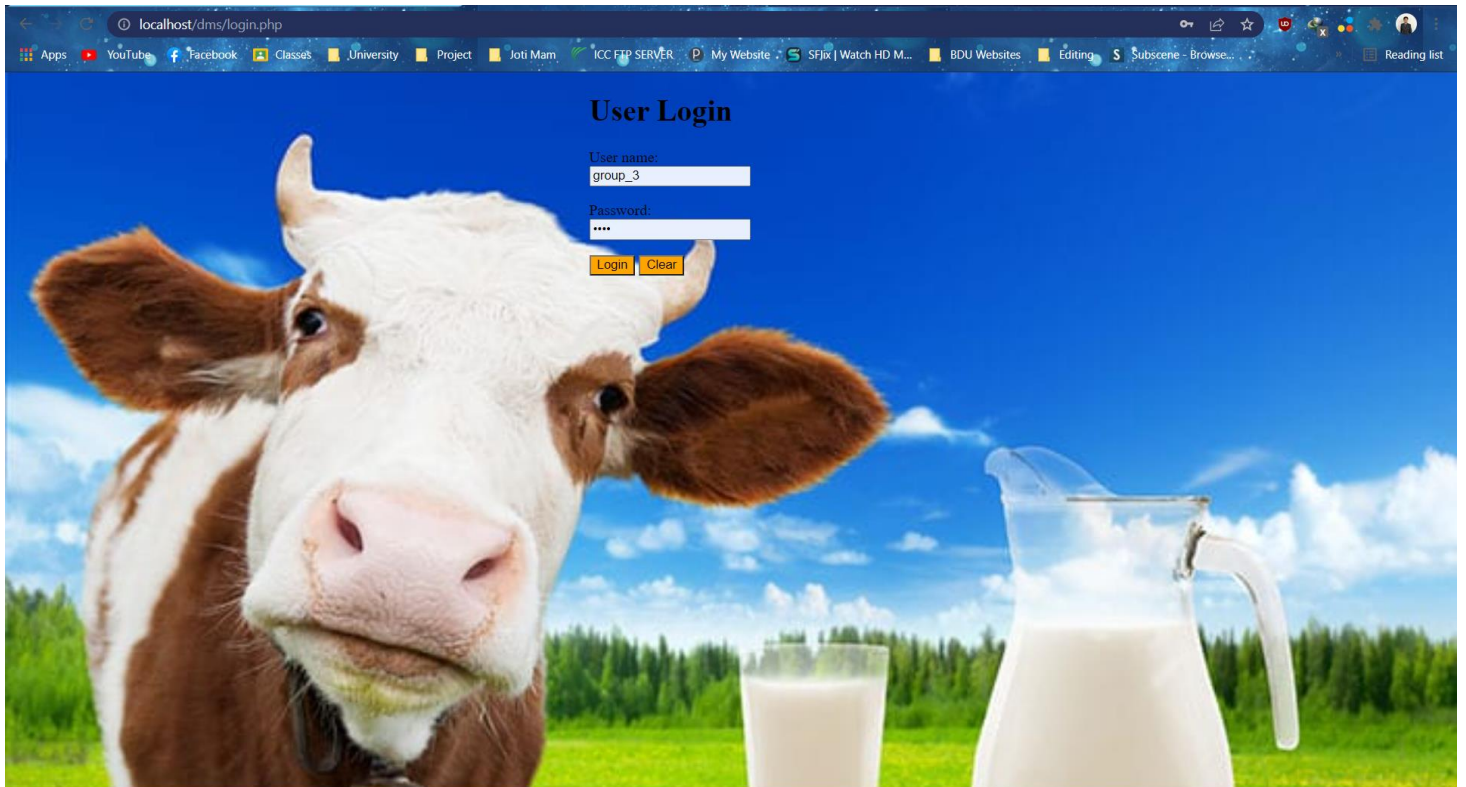 localhost/dms/login.php
Apps YouTube Facebook Classes University Project Joti Mam ICC FTP SERVER My Website SFlix | Watch HD M... BDU Websites Editing Subscene - Browse... Reading list
User Login
User name:
group_3
Password:
••••
Login Clear